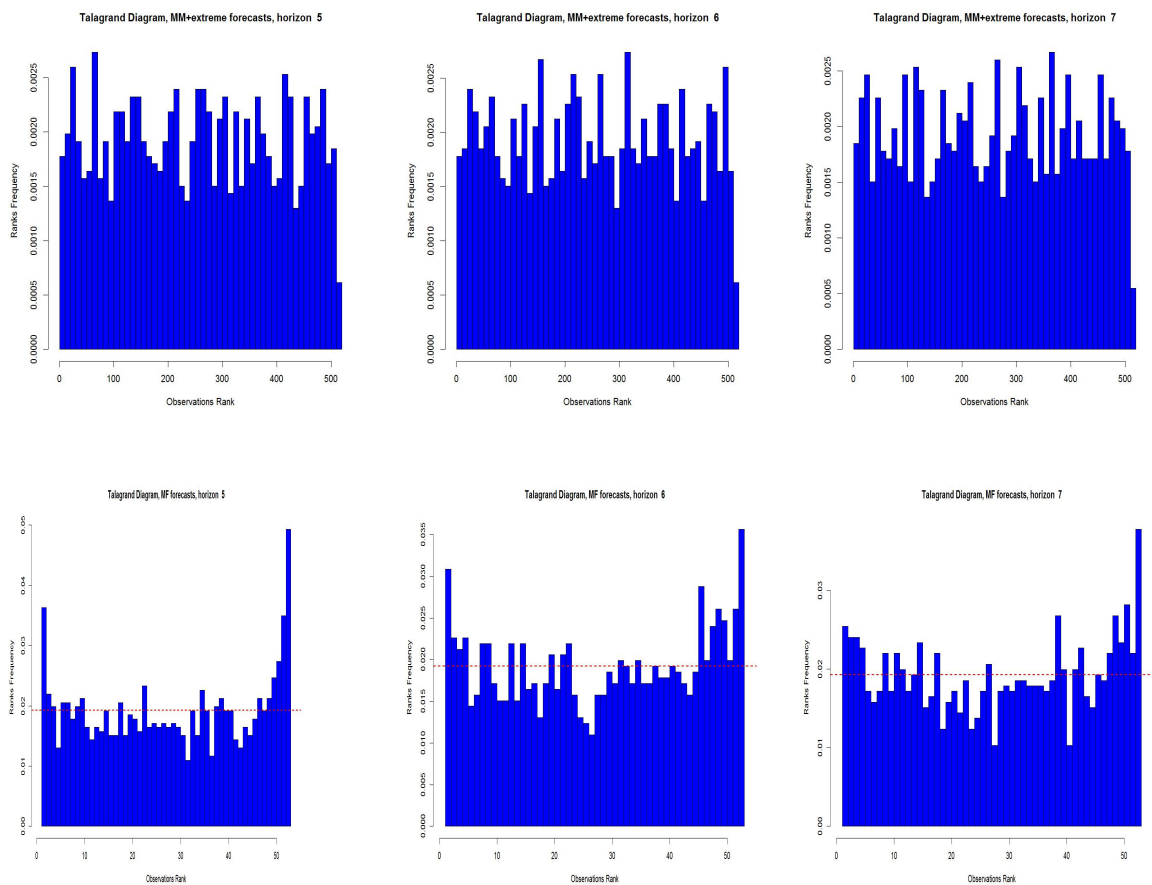 Talagrand Diagram, MM+extreme forecasts, horizon 5
Ranks Frequency
0.0025
0.0020
0.0015
0.0010
0.0005
0.0000
0 100 200 300 400 500
Observations Rank
Talagrand Diagram, MM+extreme forecasts, horizon 6
Ranks Frequency
0.0025
0.0020
0.0015
0.0010
0.0005
0.0000
0 100 200 300 400 500
Observations Rank
Talagrand Diagram, MM+extreme forecasts, horizon 7
Ranks Frequency
0.0025
0.0020
0.0015
0.0010
0.0005
0.0000
0 100 200 300 400 500
Observations Rank
Talagrand Diagram, MF forecasts, horizon 5
Ranks Frequency
0.05
0.04
0.03
0.02
0.01
0.00
0 10 20 30 40 50
Observations Rank
Talagrand Diagram, MF forecasts, horizon 6
Ranks Frequency
0.035
0.030
0.025
0.020
0.015
0.010
0.005
0.000
0 10 20 30 40 50
Observations Rank
Talagrand Diagram, MF forecasts, horizon 7
Ranks Frequency
0.03
0.02
0.01
0.00
0 10 20 30 40 50
Observations Rank